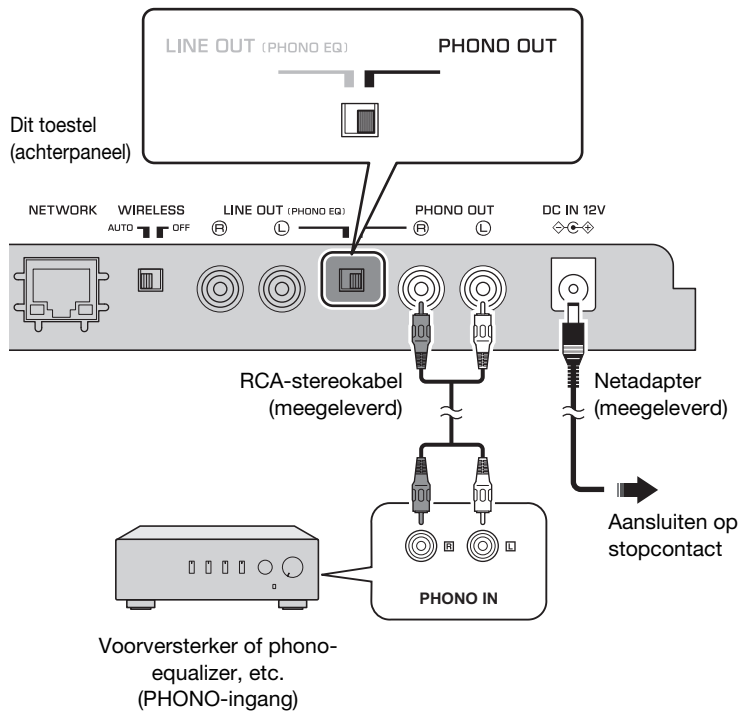 LINE OUT (PHONO EQ) PHONO OUT
Dit toestel
(achterpaneel)
NETWORK WIRELESS LINE OUT (PHONO EQ) PHONO OUT DC IN 12V
AUTO OFF R L R L
RCA-stereokabel
(meegeleverd)
Netadapter
(meegeleverd)
Aansluiten op
stopcontact
R L
PHONO IN
Voorversterker of phono-
equalizer, etc.
(PHONO-ingang)